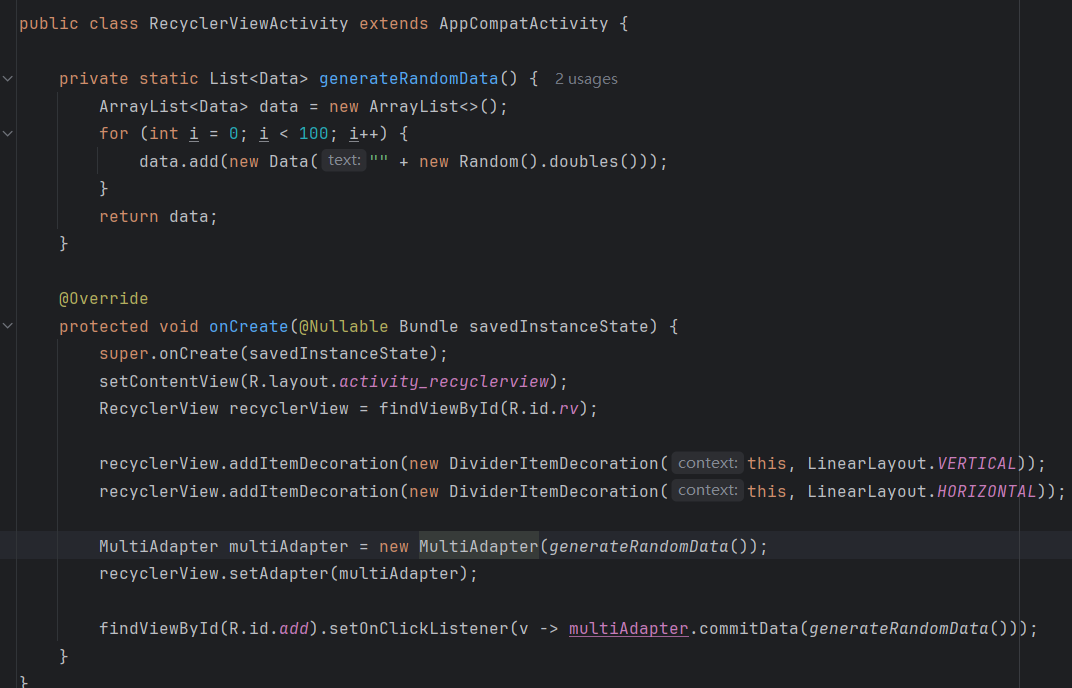 public class RecyclerViewActivity extends AppCompatActivity {
private static List<Data> generateRandomData() { 2 usages
ArrayList<Data> data = new ArrayList<>();
for (int i = 0; i < 100; i++) {
data.add(new Data( text: "" + new Random().doubles()));
}
return data;
}
@Override
protected void onCreate(@Nullable Bundle savedInstanceState) {
super.onCreate(savedInstanceState);
setContentView(R.layout.activity_recyclerview);
RecyclerView recyclerView = findViewById(R.id.rv);
recyclerView.addItemDecoration(new DividerItemDecoration( context: this, LinearLayout.VERTICAL));
recyclerView.addItemDecoration(new DividerItemDecoration( context: this, LinearLayout.HORIZONTAL));
MultiAdapter multiAdapter = new MultiAdapter(generateRandomData());
recyclerView.setAdapter(multiAdapter);
findViewById(R.id.add).setOnClickListener(v -> multiAdapter.commitData(generateRandomData()));
}
}